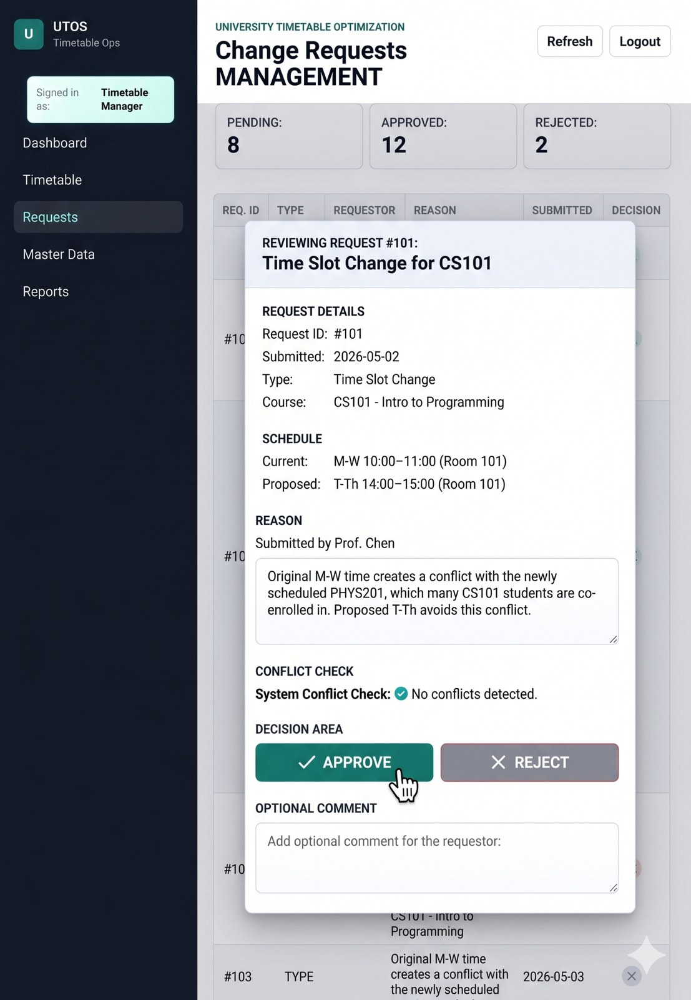 U
UTOS
Timetable Ops
Signed in as:
Timetable Manager
Dashboard
Timetable
Requests
Master Data
Reports
UNIVERSITY TIMETABLE OPTIMIZATION
Change Requests
MANAGEMENT
Refresh
Logout
PENDING:
8
APPROVED:
12
REJECTED:
2
REQ. ID TYPE REQUESTOR REASON SUBMITTED DECISION
REVIEWING REQUEST #101:
Time Slot Change for CS101
REQUEST DETAILS
Request ID: #101
Submitted: 2026-05-02
Type: Time Slot Change
Course: CS101 - Intro to Programming
SCHEDULE
Current: M-W 10:00–11:00 (Room 101)
Proposed: T-Th 14:00–15:00 (Room 101)
REASON
Submitted by Prof. Chen
Original M-W time creates a conflict with the newly
scheduled PHYS201, which many CS101 students are co-
enrolled in. Proposed T-Th avoids this conflict.
CONFLICT CHECK
System Conflict Check: No conflicts detected.
DECISION AREA
APPROVE
REJECT
OPTIONAL COMMENT
Add optional comment for the requestor:
#10
#10
#10
CS101 - Intro to
Programming
#103 TYPE
Original M-W time
creates a conflict with
the newly scheduled
2026-05-03